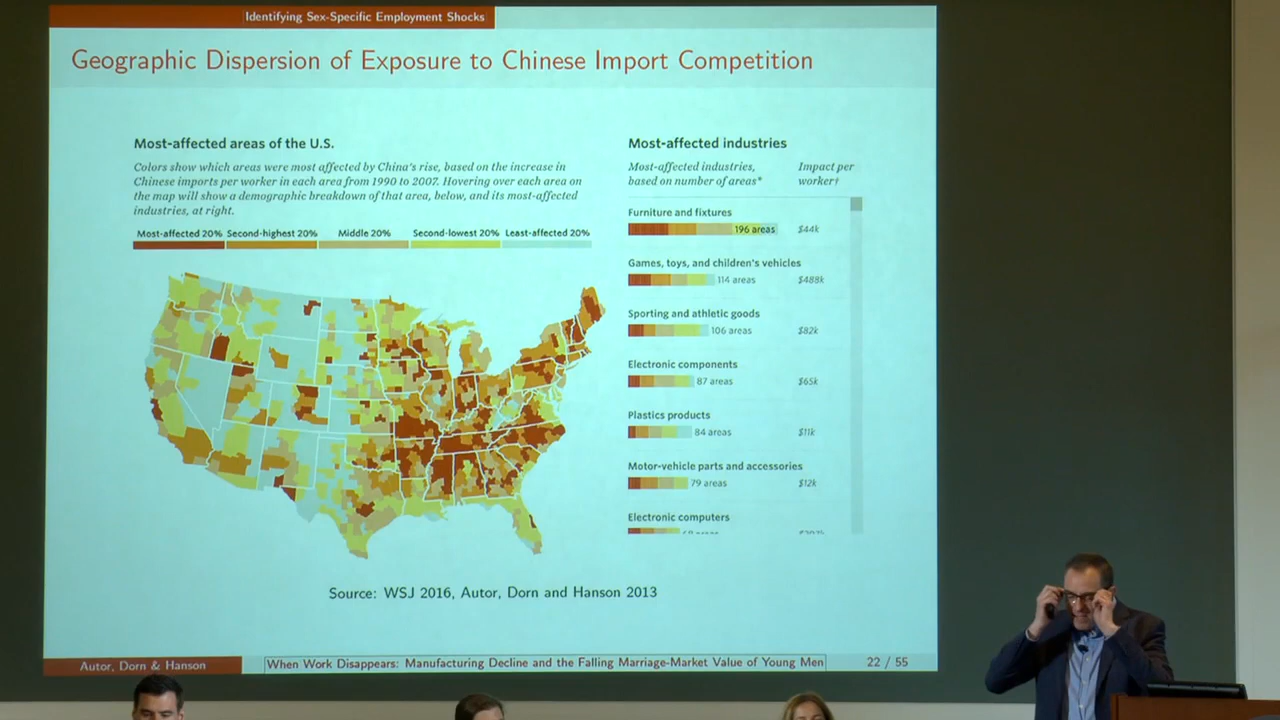 Identifying Sex-Specific Employment Shocks
Geographic Dispersion of Exposure to Chinese Import Competition
Most-affected areas of the U.S.
Colors show which areas were most affected by China's rise, based on the increase in
Chinese imports per worker in each area from 1990 to 2007. Hovering over each area on
the map will show a demographic breakdown of that area, below, and its most-affected
industries, at right.
Most-affected 20% Second-highest 20% Middle 20% Second-lowest 20% Least-affected 20%
Most-affected industries
Most-affected industries,
based on number of areas*
Impact per
worker†
Furniture and fixtures
196 areas $44k
Games, toys, and children's vehicles
114 areas $488k
Sporting and athletic goods
106 areas $82k
Electronic components
87 areas $65k
Plastics products
84 areas $11k
Motor-vehicle parts and accessories
79 areas $12k
Electronic computers
Source: WSJ 2016, Autor, Dorn and Hanson 2013
Autor, Dorn & Hanson
When Work Disappears: Manufacturing Decline and the Falling Marriage-Market Value of Young Men
22 / 55